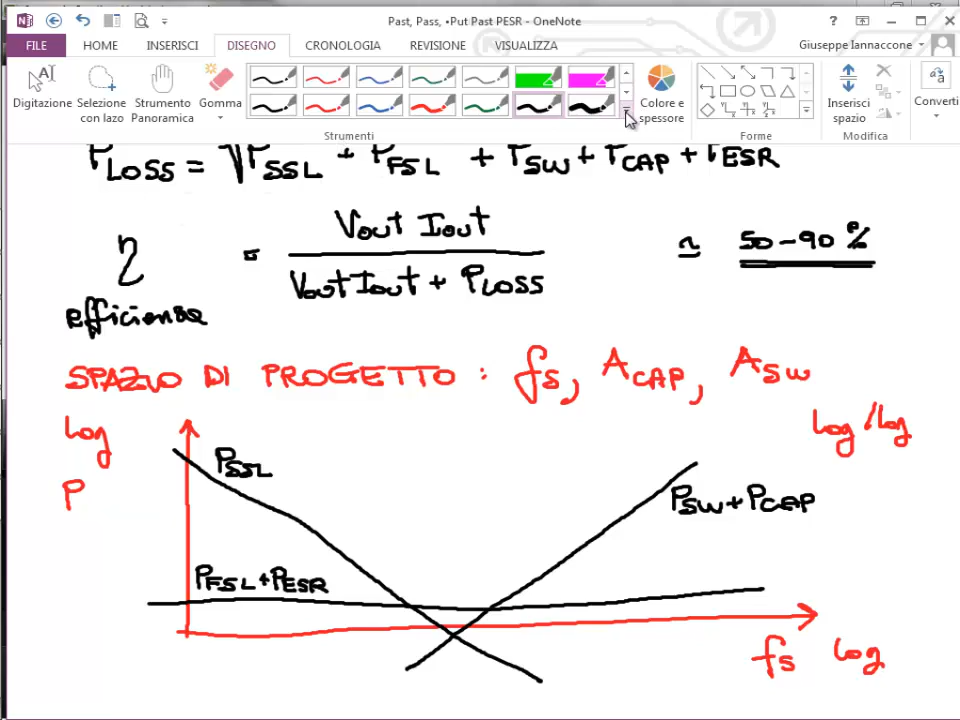 Past, Pass, •Put Past PESR - OneNote
?
FILE HOME INSERISCI DISEGNO CRONOLOGIA REVISIONE VISUALIZZA Giuseppe Iannaccone
Digitazione
Selezione con lazo
Strumento Panoramica
Gomma
Colore e spessore
Inserisci spazio
Converti
Strumenti Forme Modifica
PLOSS = √PSSL + PFSL + PSW + PCAP + PESR
η = Vout Iout / Vout Iout + PLOSS ≃ 50-90 %
efficienza
SPAZIO DI PROGETTO: fs, ACAP, ASW
log P
log/log
PSSL
PSW+PCAP
PFSL+PESR
fs log